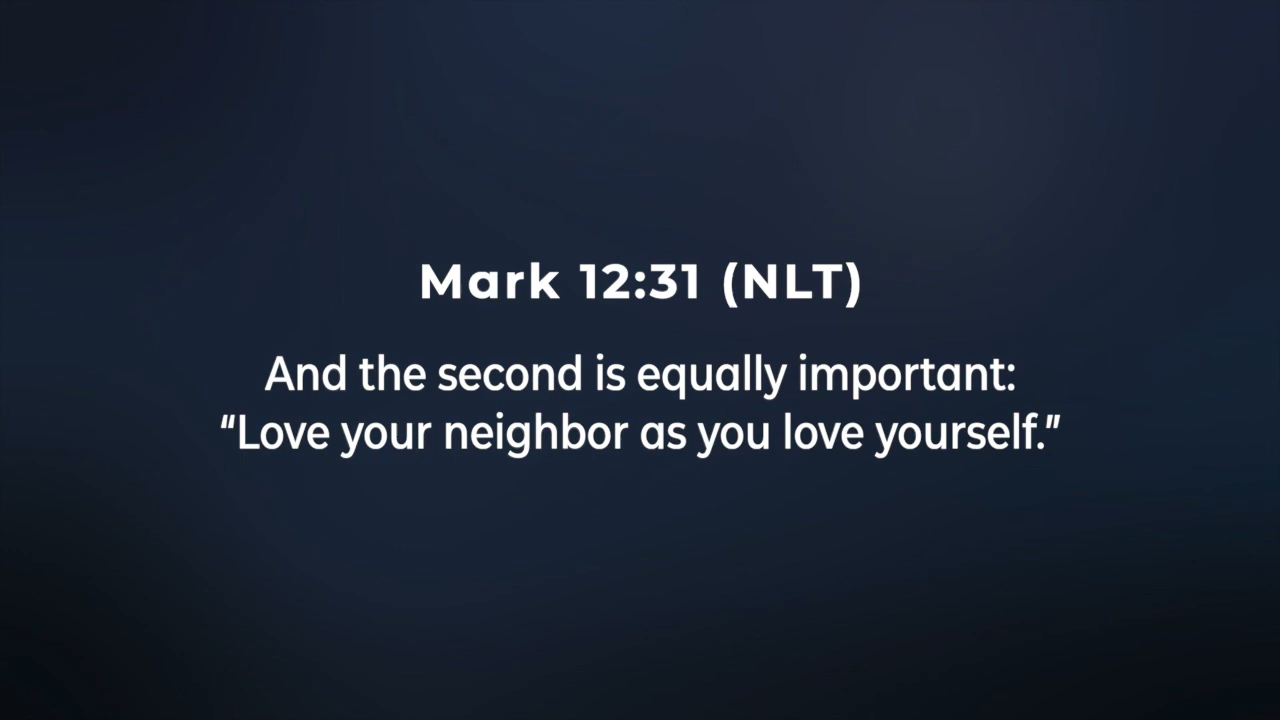 Mark 12:31 (NLT)
And the second is equally important:
“Love your neighbor as you love yourself.”